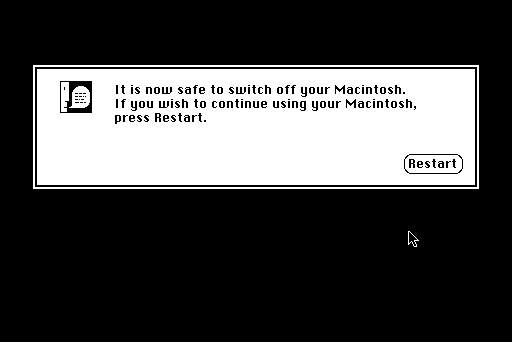 It is now safe to switch off your Macintosh.
If you wish to continue using your Macintosh,
press Restart.
Restart